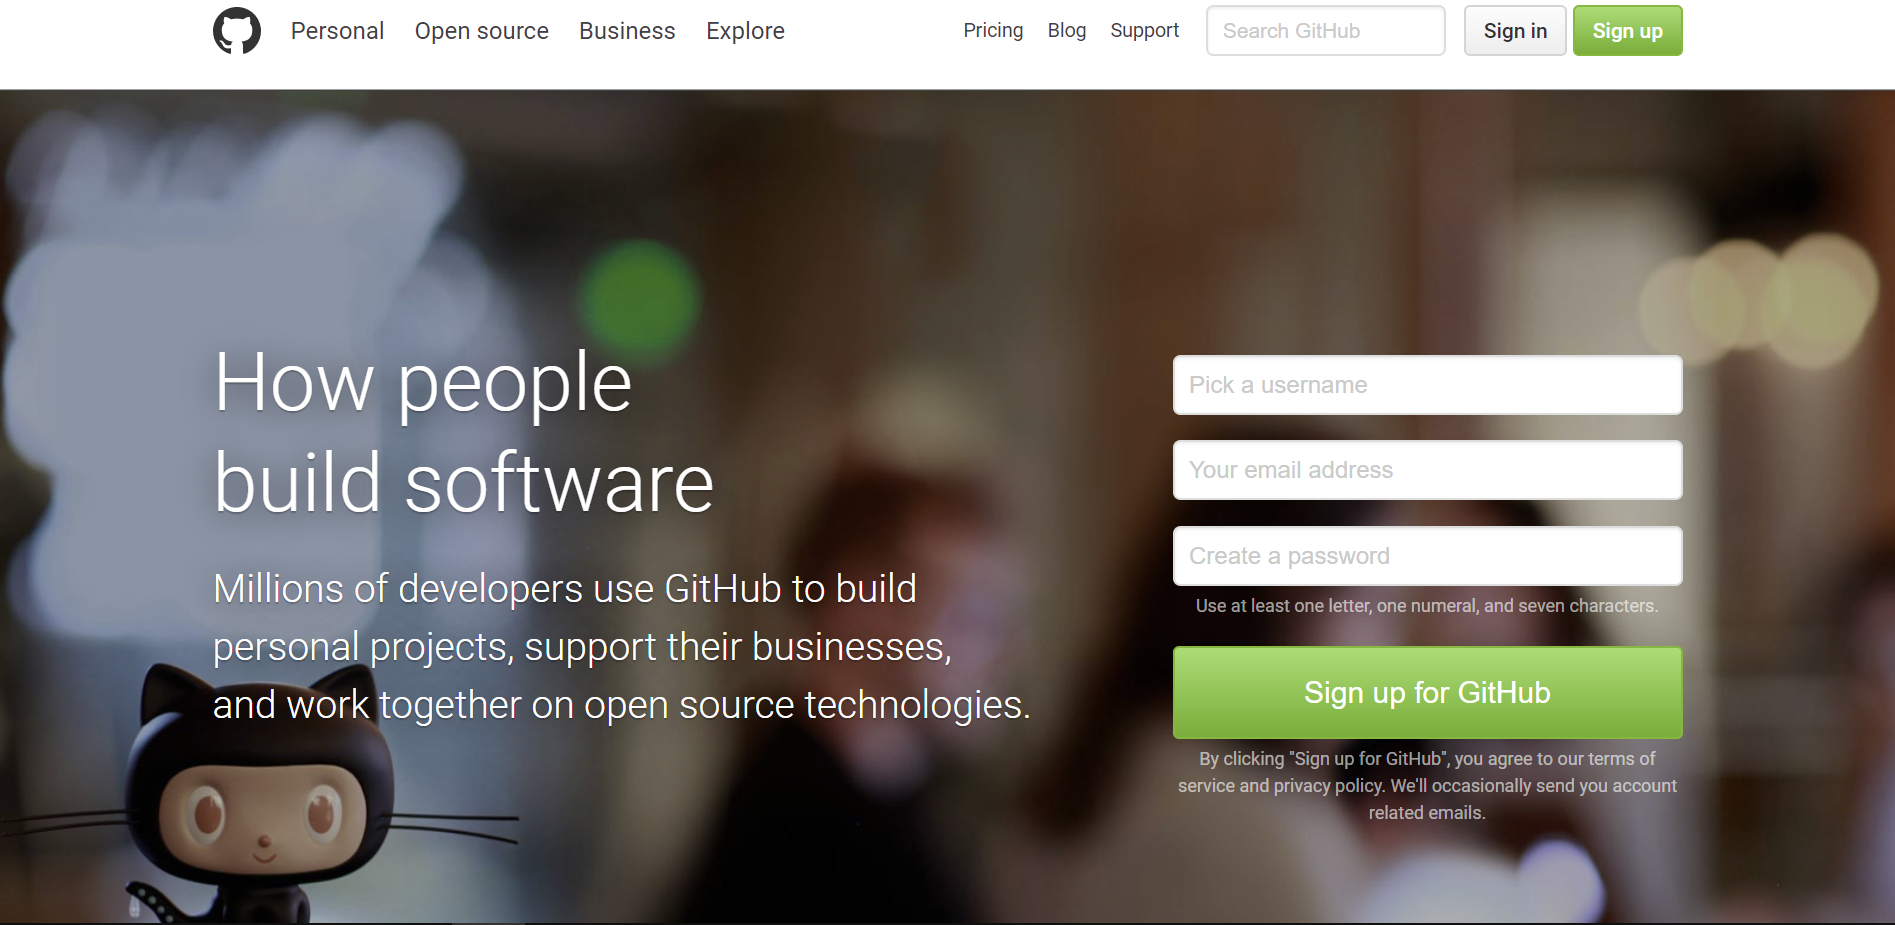 Personal Open source Business Explore Pricing Blog Support Search GitHub Sign in Sign up
How people
build software
Millions of developers use GitHub to build
personal projects, support their businesses,
and work together on open source technologies.
Pick a username
Your email address
Create a password
Use at least one letter, one numeral, and seven characters.
Sign up for GitHub
By clicking "Sign up for GitHub", you agree to our terms of
service and privacy policy. We'll occasionally send you account
related emails.